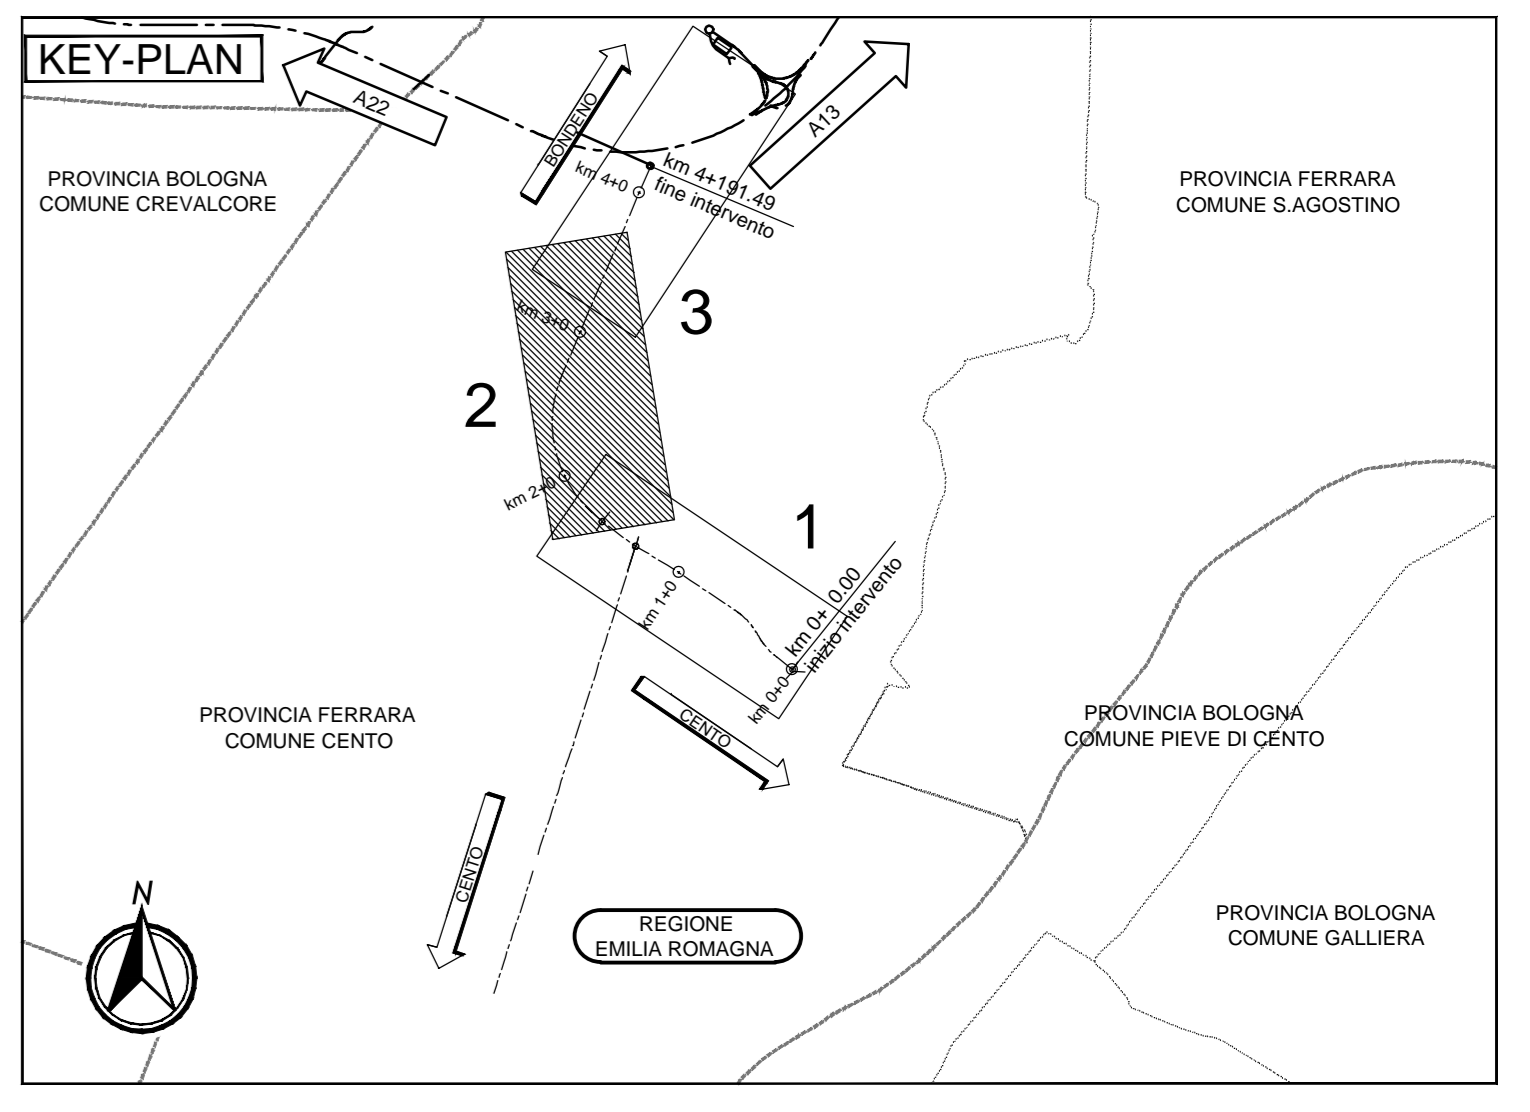 KEY-PLAN
A22
BONDENO
A13
km 4+191.49
fine intervento
km 4+0
PROVINCIA BOLOGNA
COMUNE CREVALCORE
PROVINCIA FERRARA
COMUNE S.AGOSTINO
3
km 3+0
2
km 2+0
1
km 0+ 0.00
inizio intervento
km 1+0
km 0+0
CENTO
PROVINCIA FERRARA
COMUNE CENTO
PROVINCIA BOLOGNA
COMUNE PIEVE DI CENTO
CENTO
N
REGIONE
EMILIA ROMAGNA
PROVINCIA BOLOGNA
COMUNE GALLIERA